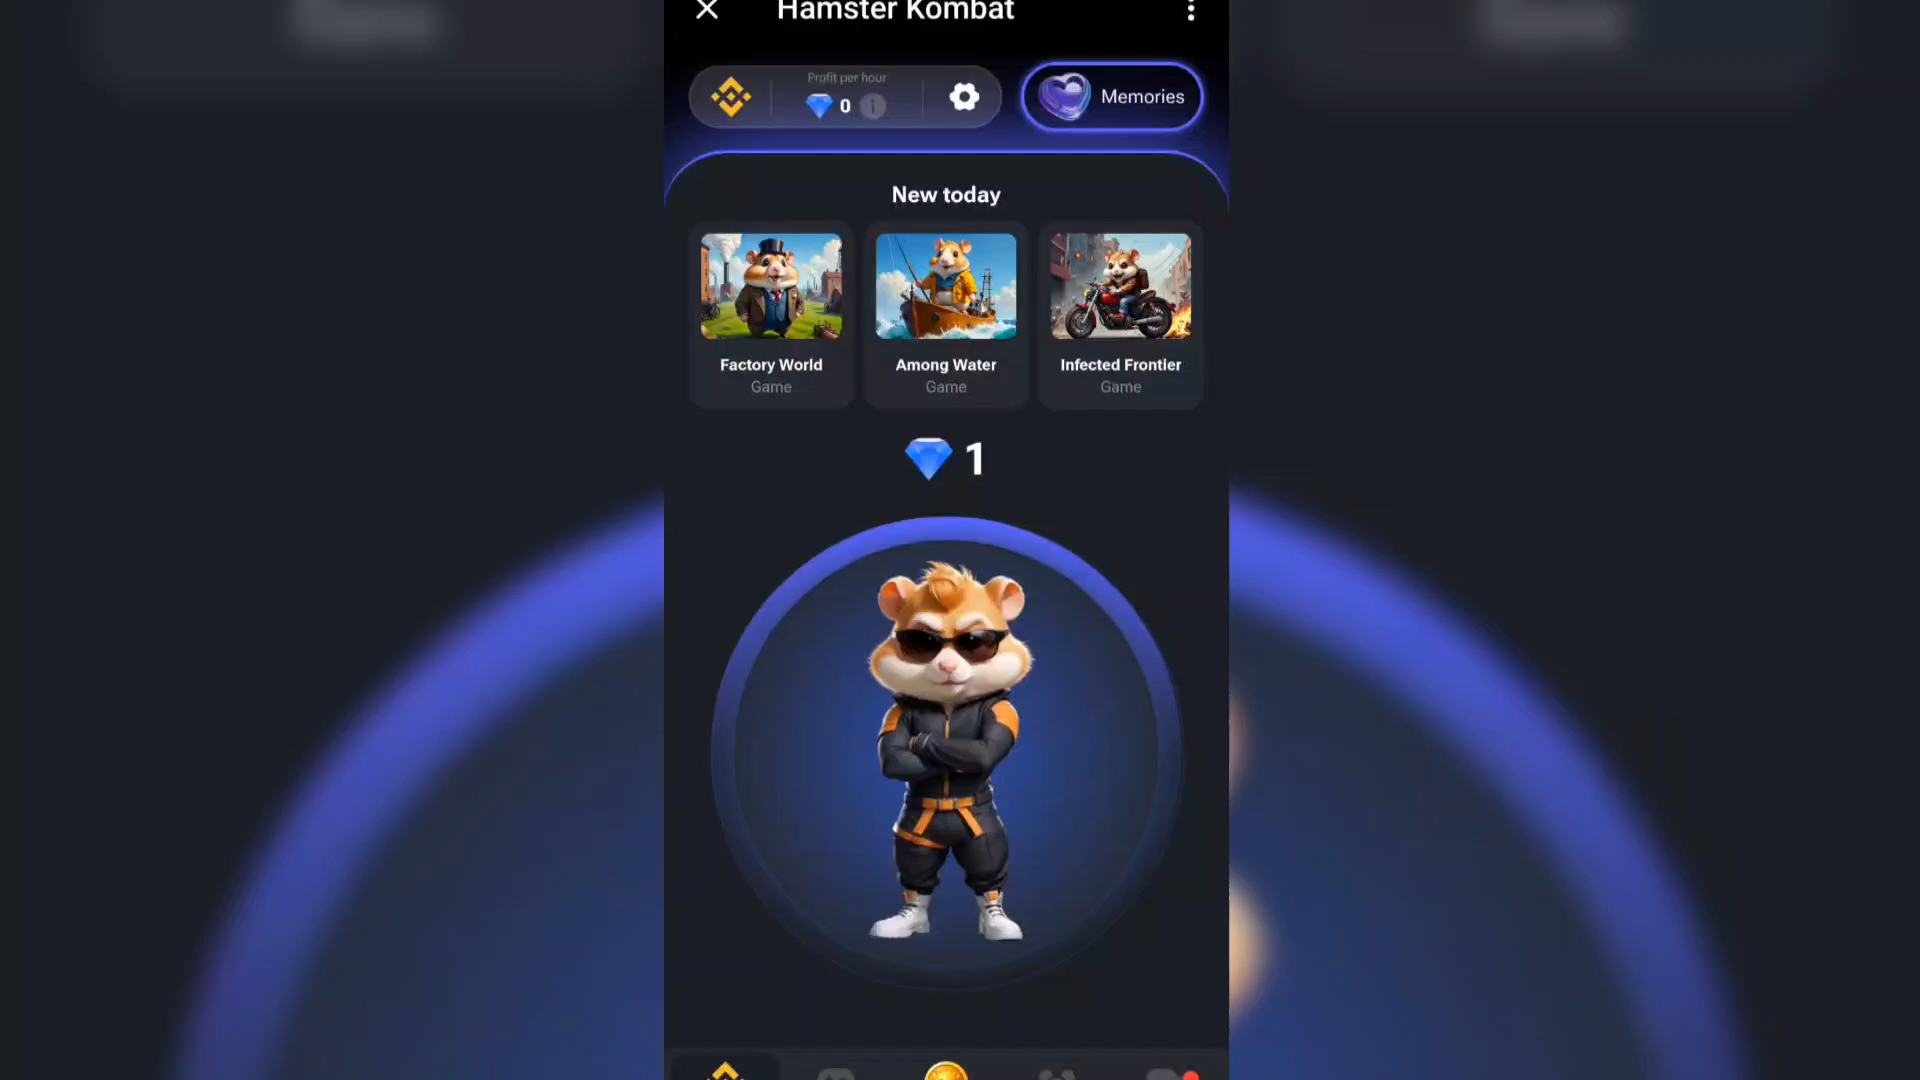 Hamster Kombat
Profit per hour
0
Memories
New today
Factory World
Game
Among Water
Game
Infected Frontier
Game
1